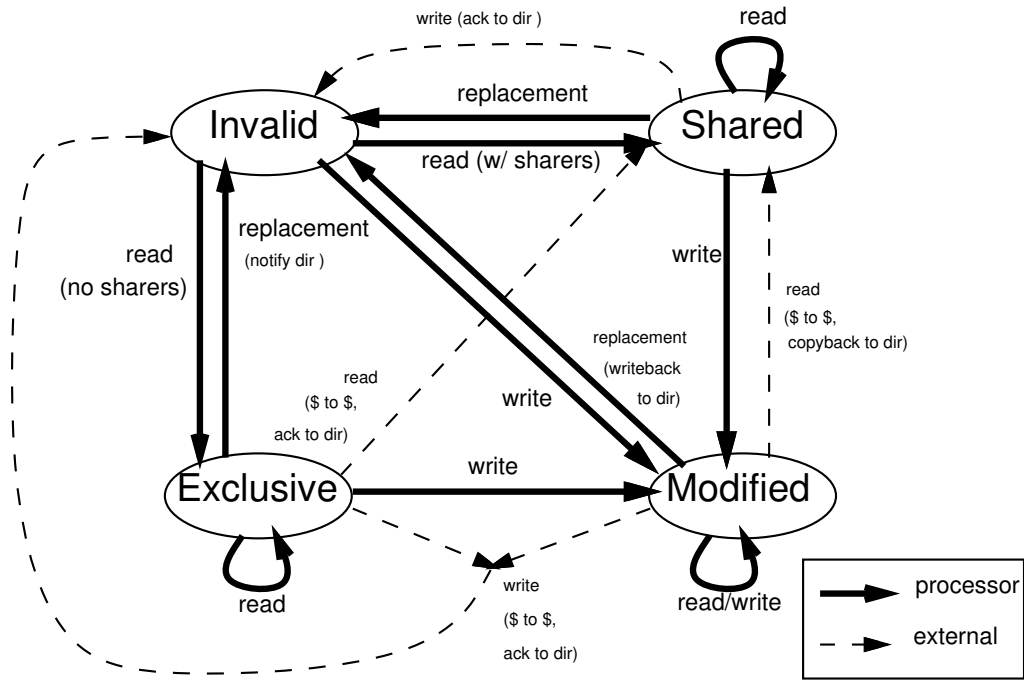 write (ack to dir )
read
replacement
Invalid
Shared
read (w/ sharers)
read
(no sharers)
replacement
(notify dir )
write
read
($ to $,
copyback to dir)
replacement
(writeback
to dir)
read
($ to $,
ack to dir)
write
write
Exclusive
Modified
read
write
($ to $,
ack to dir)
read/write
processor
external